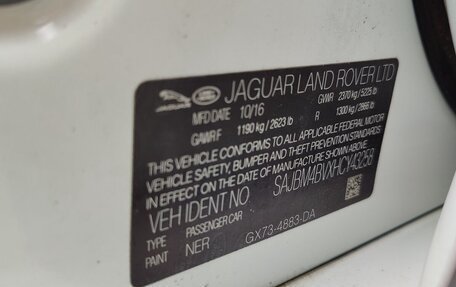 JAGUAR LAND ROVER LTD
MFD DATE 10/16 GVWR 2370 kg / 5225 lb
GAWR F 1190 kg / 2623 lb R 1300 kg / 2866 lb
THIS VEHICLE CONFORMS TO ALL APPLICABLE FEDERAL MOTOR
VEHICLE SAFETY, BUMPER AND THEFT PREVENTION STANDARDS
IN EFFECT ON THE DATE OF MANUFACTURE SHOWN ABOVE.
VEH IDENT NO. SAJBM4BVXHCY43258
TYPE PASSENGER CAR
PAINT NER GX73-4883-DA